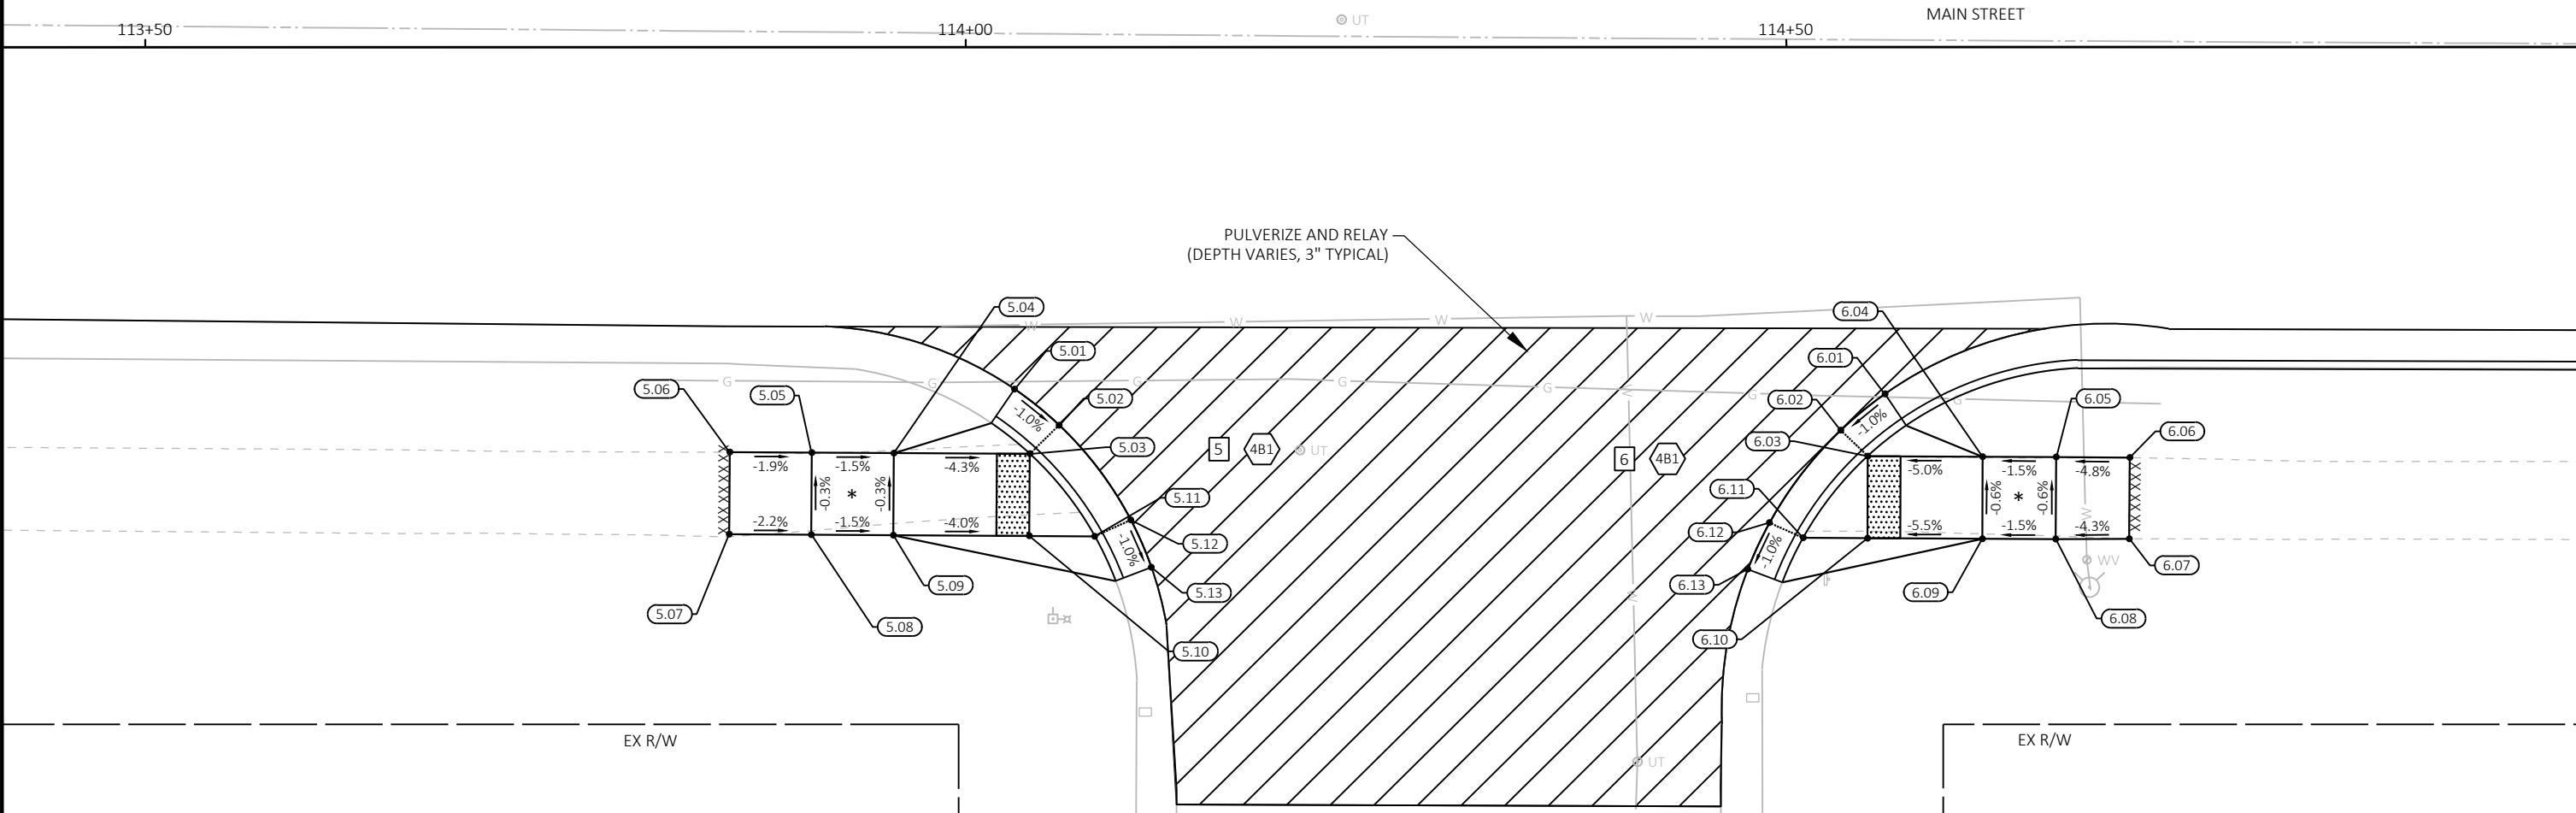 MAIN STREET
113+50
114+00
114+50
UT
PULVERIZE AND RELAY
(DEPTH VARIES, 3" TYPICAL)
5.04
6.04
W
W
W
W
5.01
6.01
G
G
G
G
G
G
5.06
5.05
5.02
6.02
6.05
-1.0%
-1.0%
5.03
6.03
6.06
5
4B1
UT
6
4B1
-1.9%
-1.5%
-4.3%
-5.0%
-1.5%
-4.8%
-0.3%
*
-0.3%
-0.6%
*
-0.6%
5.11
6.11
-2.2%
-1.5%
-4.0%
-5.5%
-1.5%
-4.3%
W
W
W
5.12
6.12
-1.0%
-1.0%
WV
6.07
5.09
5.13
6.13
6.09
5.07
5.08
6.08
5.10
6.10
EX R/W
EX R/W
UT